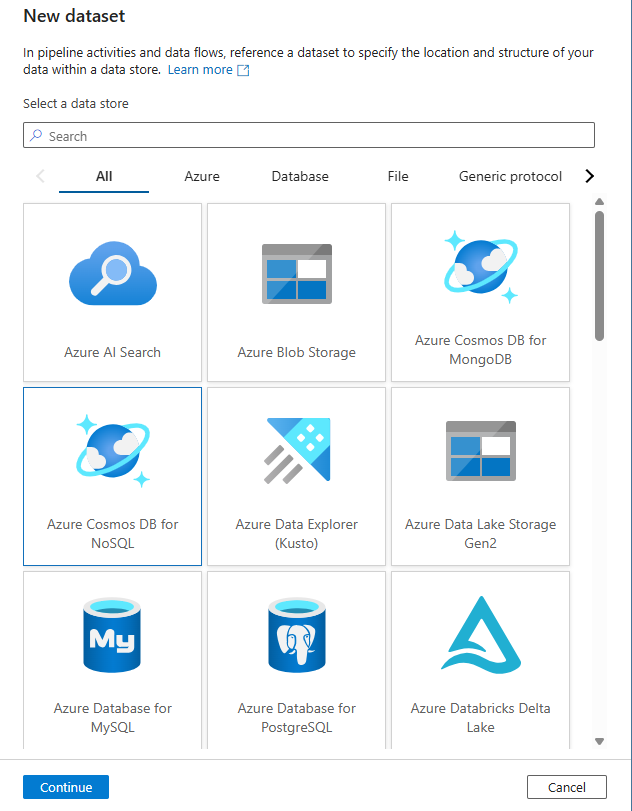 New dataset
In pipeline activities and data flows, reference a dataset to specify the location and structure of your
data within a data store. Learn more
Select a data store
Search
All Azure Database File Generic protocol
Azure AI Search
Azure Blob Storage
Azure Cosmos DB for
MongoDB
Azure Cosmos DB for
NoSQL
Azure Data Explorer
(Kusto)
Azure Data Lake Storage
Gen2
My
Azure Database for
MySQL
Azure Database for
PostgreSQL
Azure Databricks Delta
Lake
Continue
Cancel